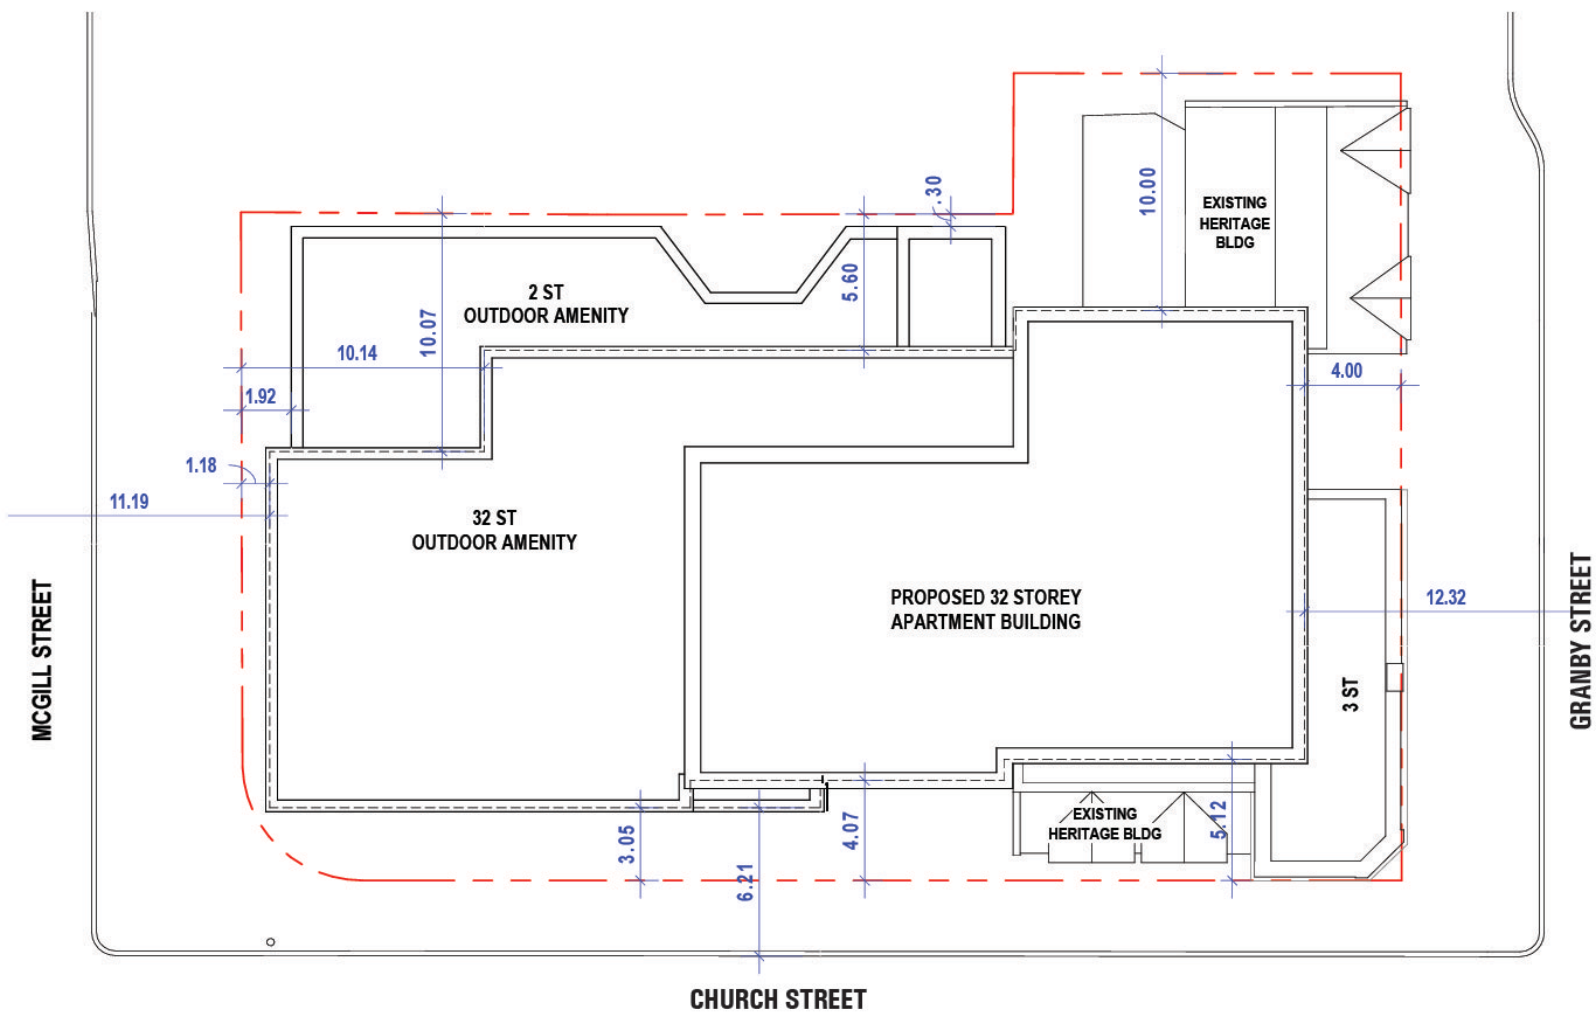 .30
10.00
EXISTING
HERITAGE
BLDG
5.60
2 ST
OUTDOOR AMENITY
10.07
10.14
4.00
1.92
1.18
11.19
32 ST
OUTDOOR AMENITY
PROPOSED 32 STOREY
APARTMENT BUILDING
12.32
MCGILL STREET
GRANBY STREET
3 ST
3.05
4.07
5.12
EXISTING
HERITAGE BLDG
6.21
CHURCH STREET